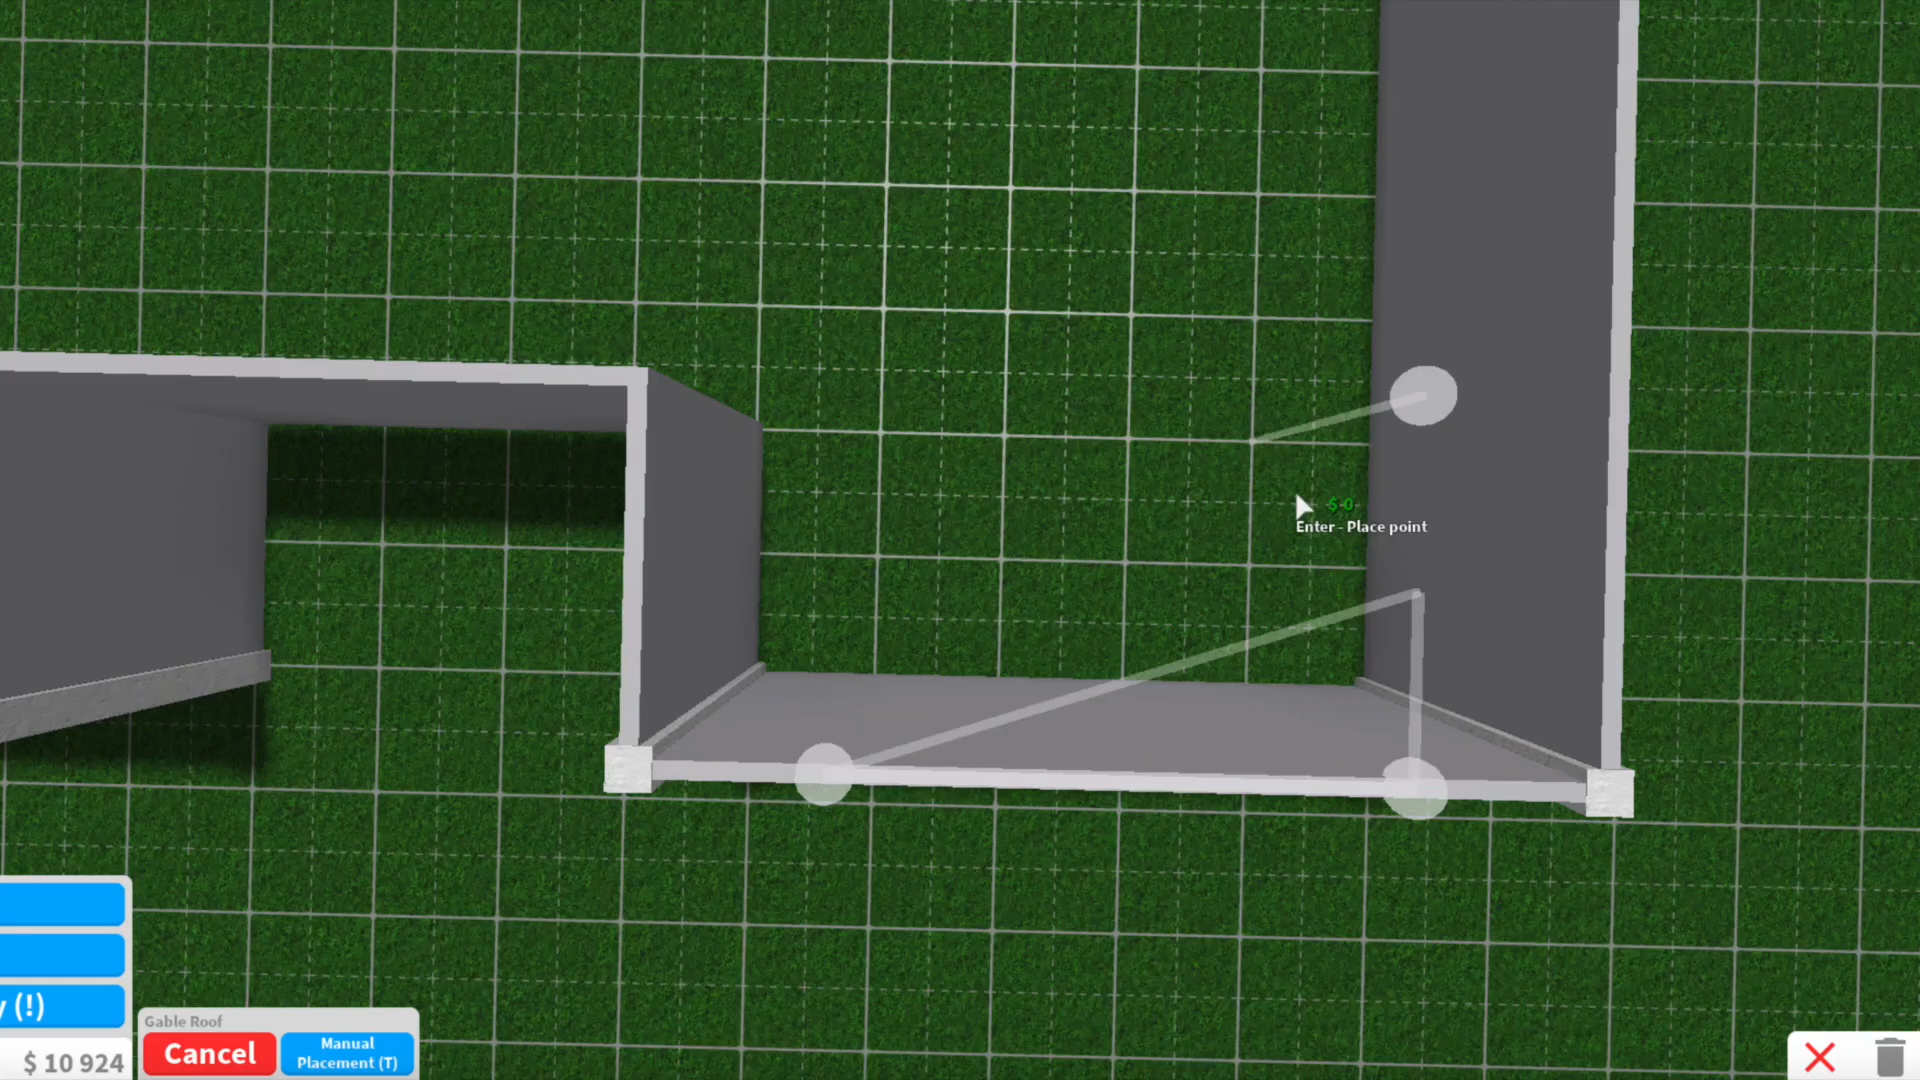 $ 0
Enter - Place point
y (!)
$ 10 924
Gable Roof
Cancel
Manual
Placement (T)